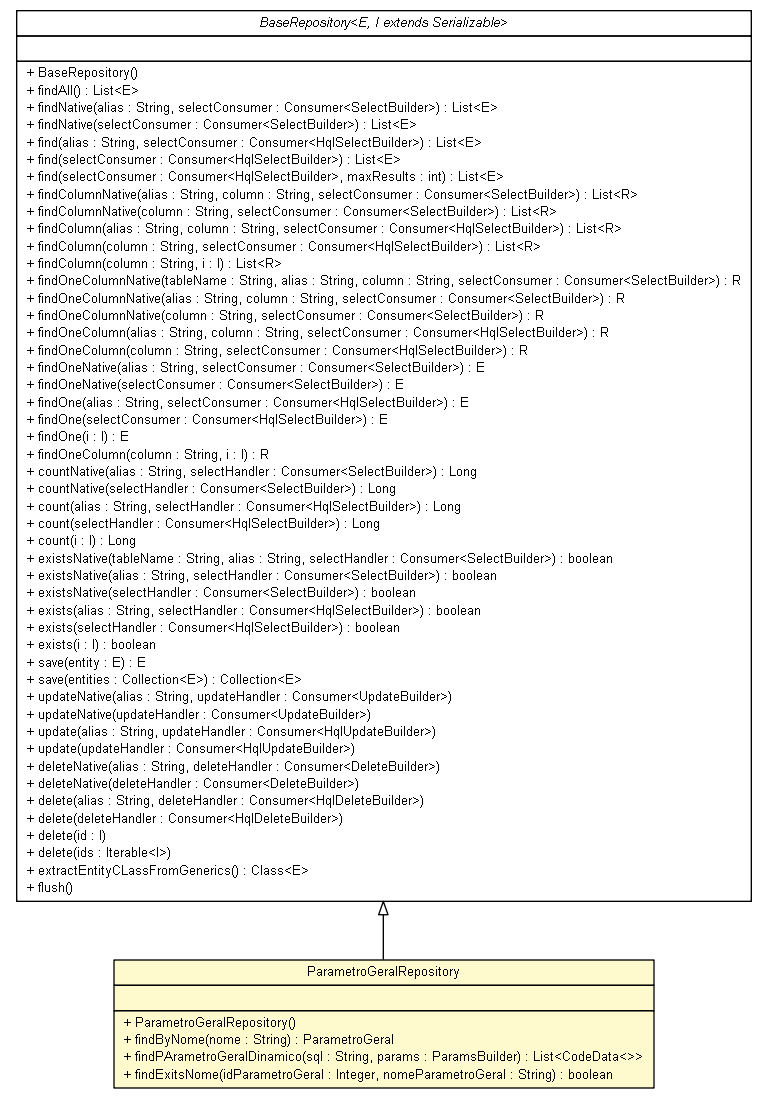 BaseRepository<E, I extends Serializable>
+ BaseRepository()
+ findAll() : List<E>
+ findNative(alias : String, selectConsumer : Consumer<SelectBuilder>) : List<E>
+ findNative(selectConsumer : Consumer<SelectBuilder>) : List<E>
+ find(alias : String, selectConsumer : Consumer<HqlSelectBuilder>) : List<E>
+ find(selectConsumer : Consumer<HqlSelectBuilder>) : List<E>
+ find(selectConsumer : Consumer<HqlSelectBuilder>, maxResults : int) : List<E>
+ findColumnNative(alias : String, column : String, selectConsumer : Consumer<SelectBuilder>) : List<R>
+ findColumnNative(column : String, selectConsumer : Consumer<SelectBuilder>) : List<R>
+ findColumn(alias : String, column : String, selectConsumer : Consumer<HqlSelectBuilder>) : List<R>
+ findColumn(column : String, selectConsumer : Consumer<HqlSelectBuilder>) : List<R>
+ findColumn(column : String, i : I) : List<R>
+ findOneColumnNative(tableName : String, alias : String, column : String, selectConsumer : Consumer<SelectBuilder>) : R
+ findOneColumnNative(alias : String, column : String, selectConsumer : Consumer<SelectBuilder>) : R
+ findOneColumnNative(column : String, selectConsumer : Consumer<SelectBuilder>) : R
+ findOneColumn(alias : String, column : String, selectConsumer : Consumer<HqlSelectBuilder>) : R
+ findOneColumn(column : String, selectConsumer : Consumer<HqlSelectBuilder>) : R
+ findOneNative(alias : String, selectConsumer : Consumer<SelectBuilder>) : E
+ findOneNative(selectConsumer : Consumer<SelectBuilder>) : E
+ findOne(alias : String, selectConsumer : Consumer<HqlSelectBuilder>) : E
+ findOne(selectConsumer : Consumer<HqlSelectBuilder>) : E
+ findOne(i : I) : E
+ findOneColumn(column : String, i : I) : R
+ countNative(alias : String, selectHandler : Consumer<SelectBuilder>) : Long
+ countNative(selectHandler : Consumer<SelectBuilder>) : Long
+ count(alias : String, selectHandler : Consumer<HqlSelectBuilder>) : Long
+ count(selectHandler : Consumer<HqlSelectBuilder>) : Long
+ count(i : I) : Long
+ existsNative(tableName : String, alias : String, selectHandler : Consumer<SelectBuilder>) : boolean
+ existsNative(alias : String, selectHandler : Consumer<SelectBuilder>) : boolean
+ existsNative(selectHandler : Consumer<SelectBuilder>) : boolean
+ exists(alias : String, selectHandler : Consumer<HqlSelectBuilder>) : boolean
+ exists(selectHandler : Consumer<HqlSelectBuilder>) : boolean
+ exists(i : I) : boolean
+ save(entity : E) : E
+ save(entities : Collection<E>) : Collection<E>
+ updateNative(alias : String, updateHandler : Consumer<UpdateBuilder>)
+ updateNative(updateHandler : Consumer<UpdateBuilder>)
+ update(alias : String, updateHandler : Consumer<HqlUpdateBuilder>)
+ update(updateHandler : Consumer<HqlUpdateBuilder>)
+ deleteNative(alias : String, deleteHandler : Consumer<DeleteBuilder>)
+ deleteNative(deleteHandler : Consumer<DeleteBuilder>)
+ delete(alias : String, deleteHandler : Consumer<HqlDeleteBuilder>)
+ delete(deleteHandler : Consumer<HqlDeleteBuilder>)
+ delete(id : I)
+ delete(ids : Iterable<I>)
+ extractEntityCLassFromGenerics() : Class<E>
+ flush()
ParametroGeralRepository
+ ParametroGeralRepository()
+ findByNome(nome : String) : ParametroGeral
+ findPArametroGeralDinamico(sql : String, params : ParamsBuilder) : List<CodeData<>>
+ findExitsNome(idParametroGeral : Integer, nomeParametroGeral : String) : boolean